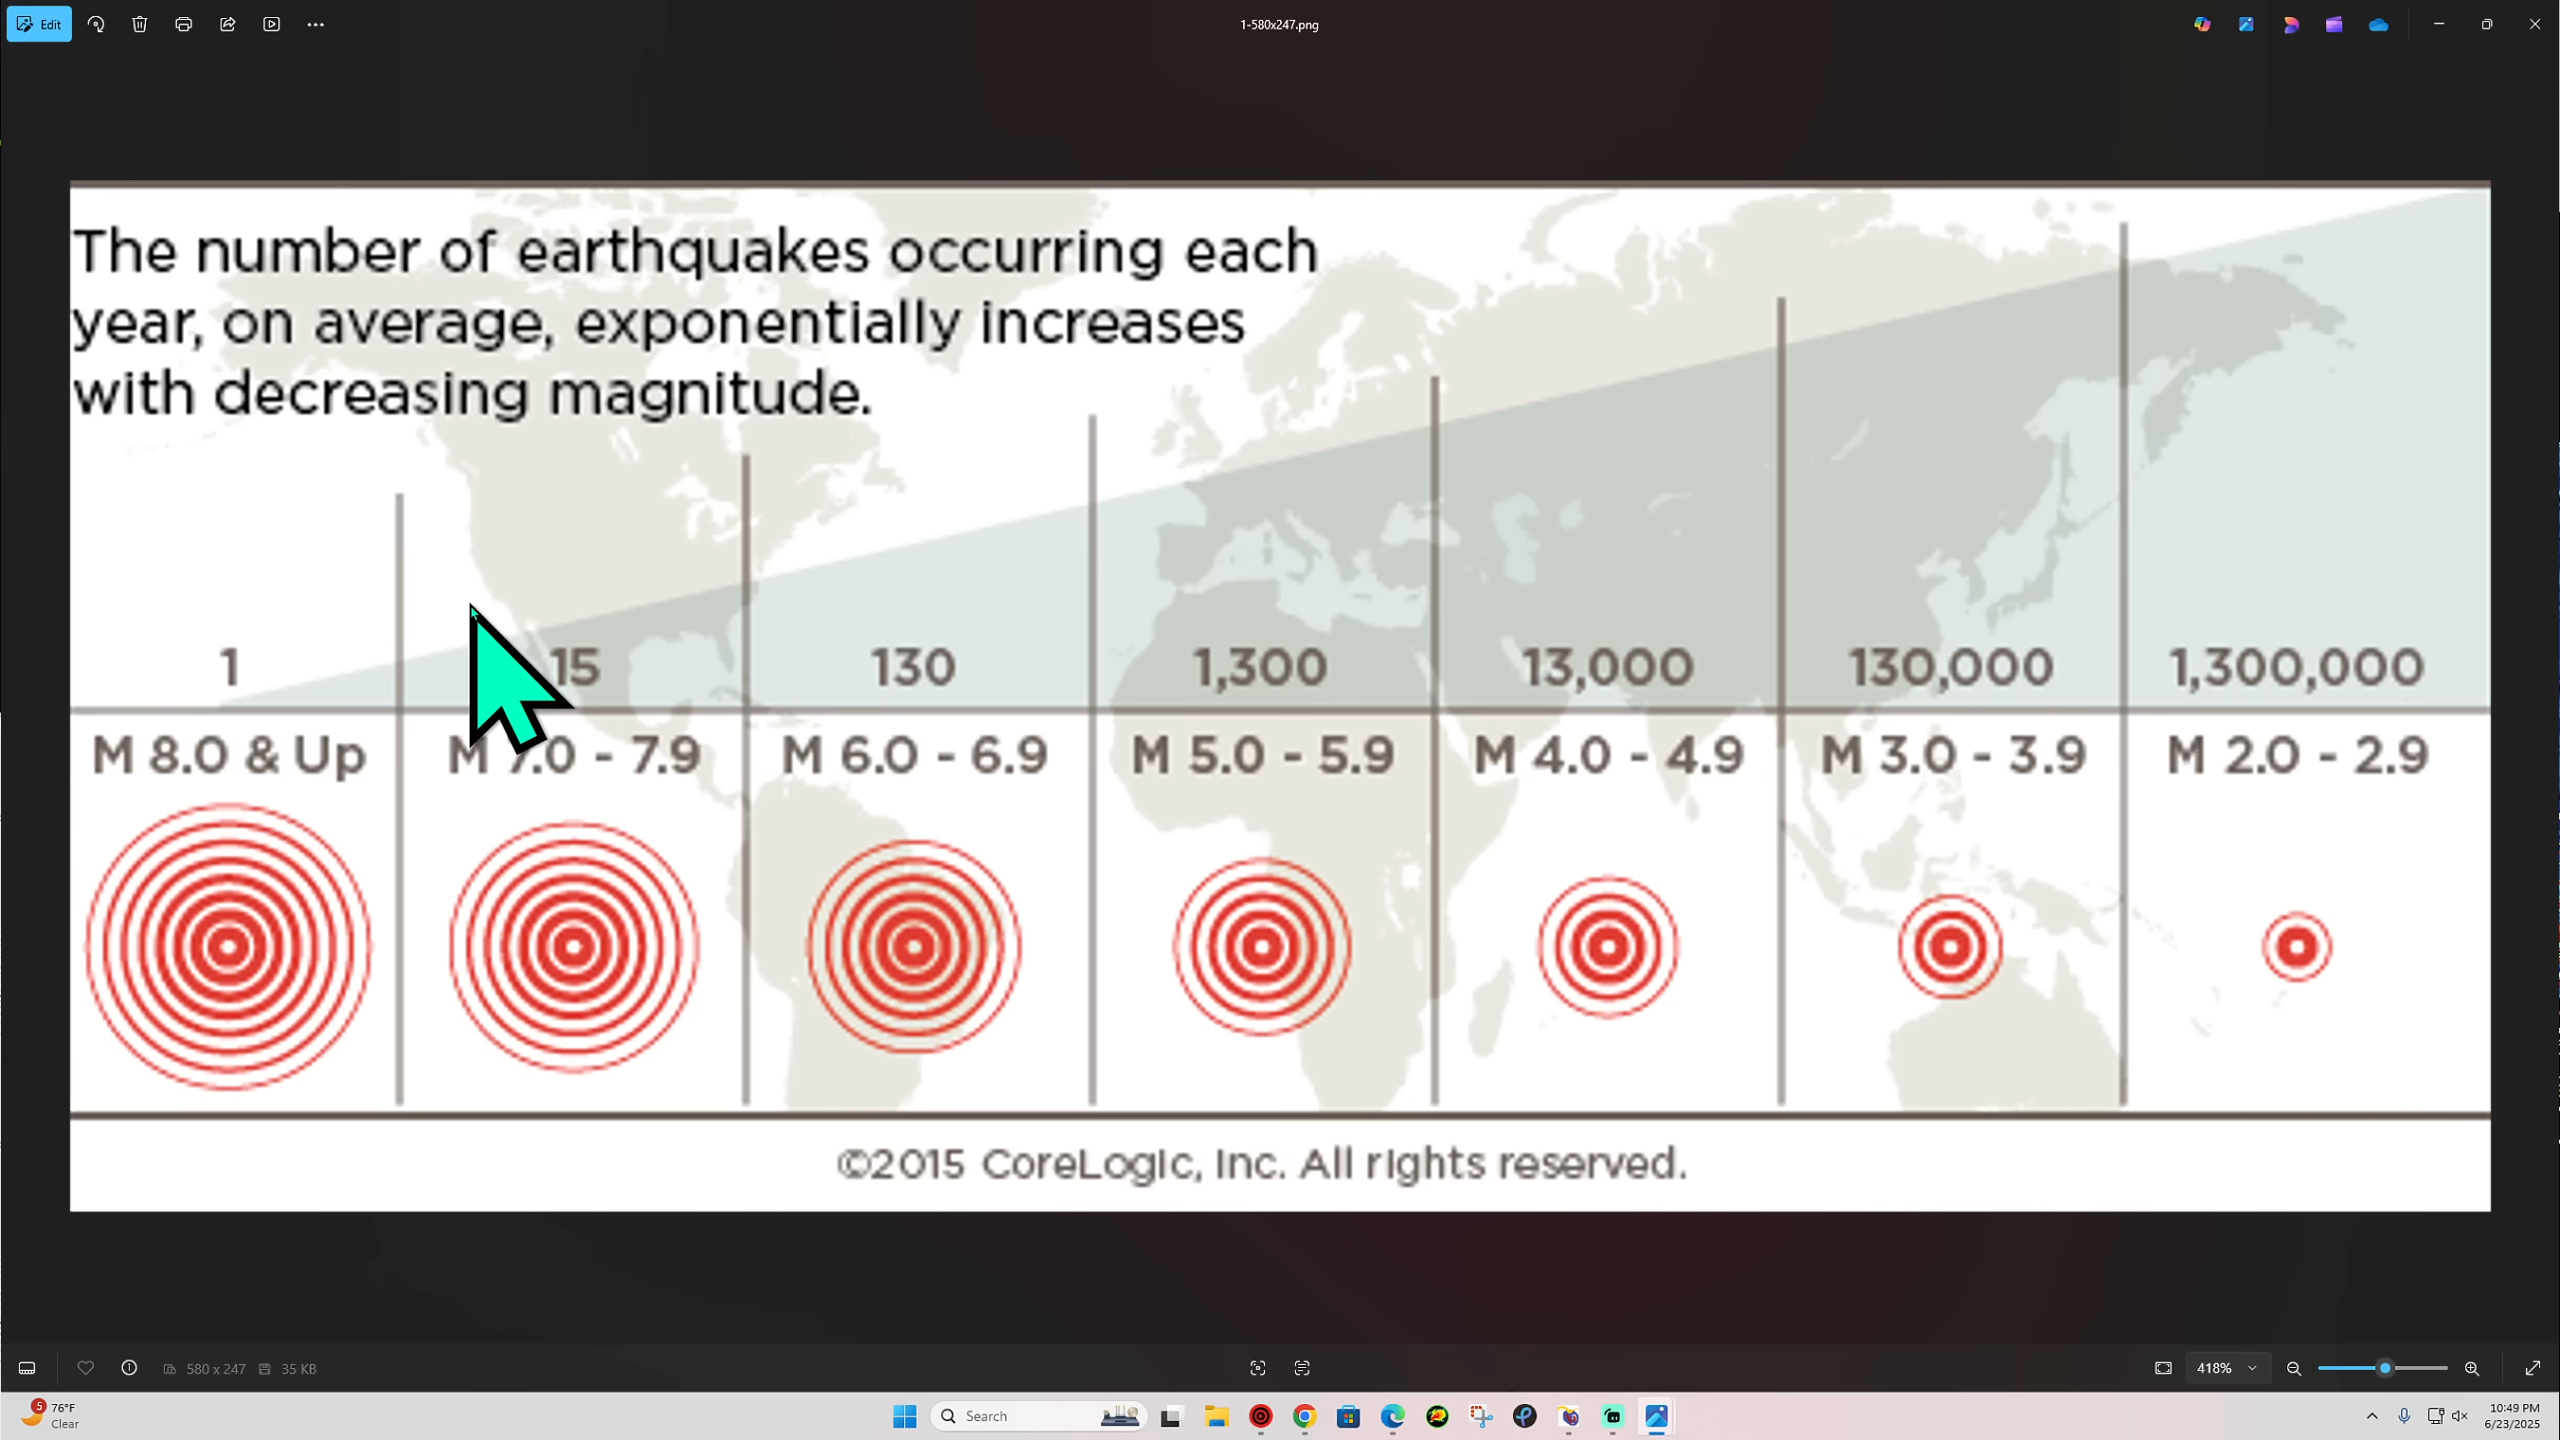 Edit
1-580x247.png
The number of earthquakes occurring each
year, on average, exponentially increases
with decreasing magnitude.
1 15 130 1,300 13,000 130,000 1,300,000
M 8.0 & Up M 7.0 - 7.9 M 6.0 - 6.9 M 5.0 - 5.9 M 4.0 - 4.9 M 3.0 - 3.9 M 2.0 - 2.9
©2015 CoreLogic, Inc. All rights reserved.
580 x 247 35 KB 418%
5 76°F
Clear
Search
10:49 PM
6/23/2025